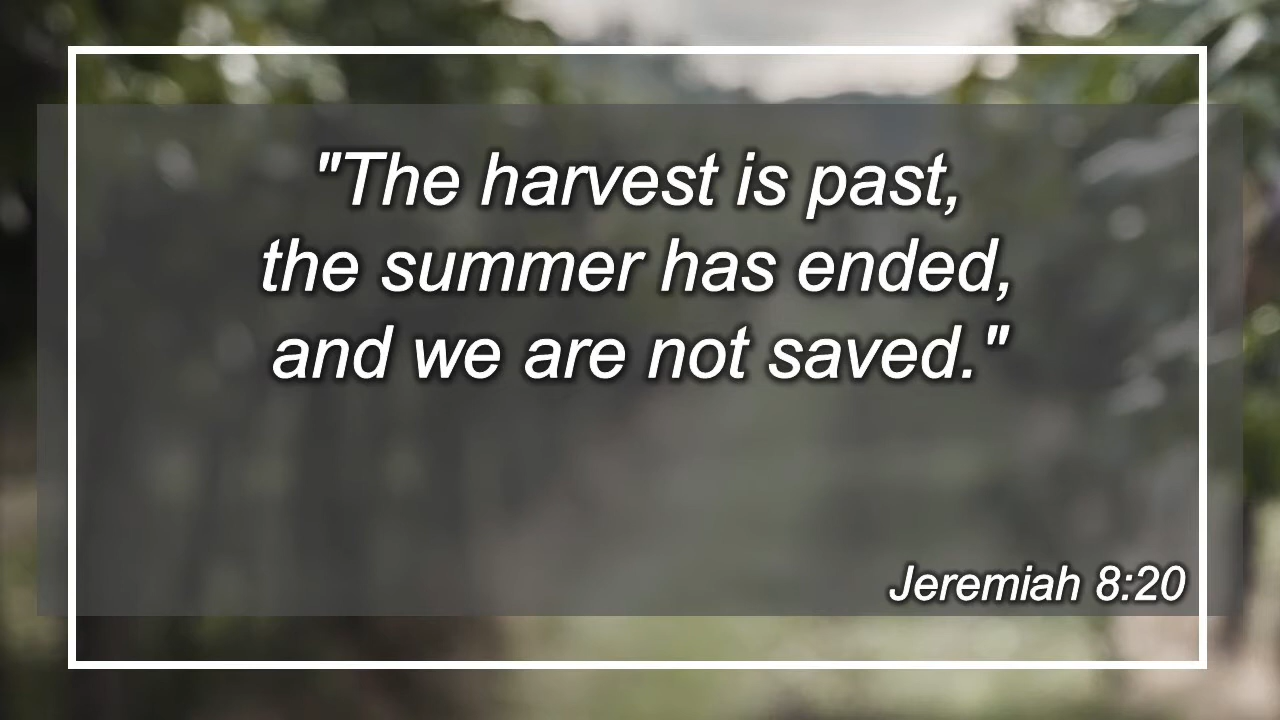 "The harvest is past,
the summer has ended,
and we are not saved."
Jeremiah 8:20